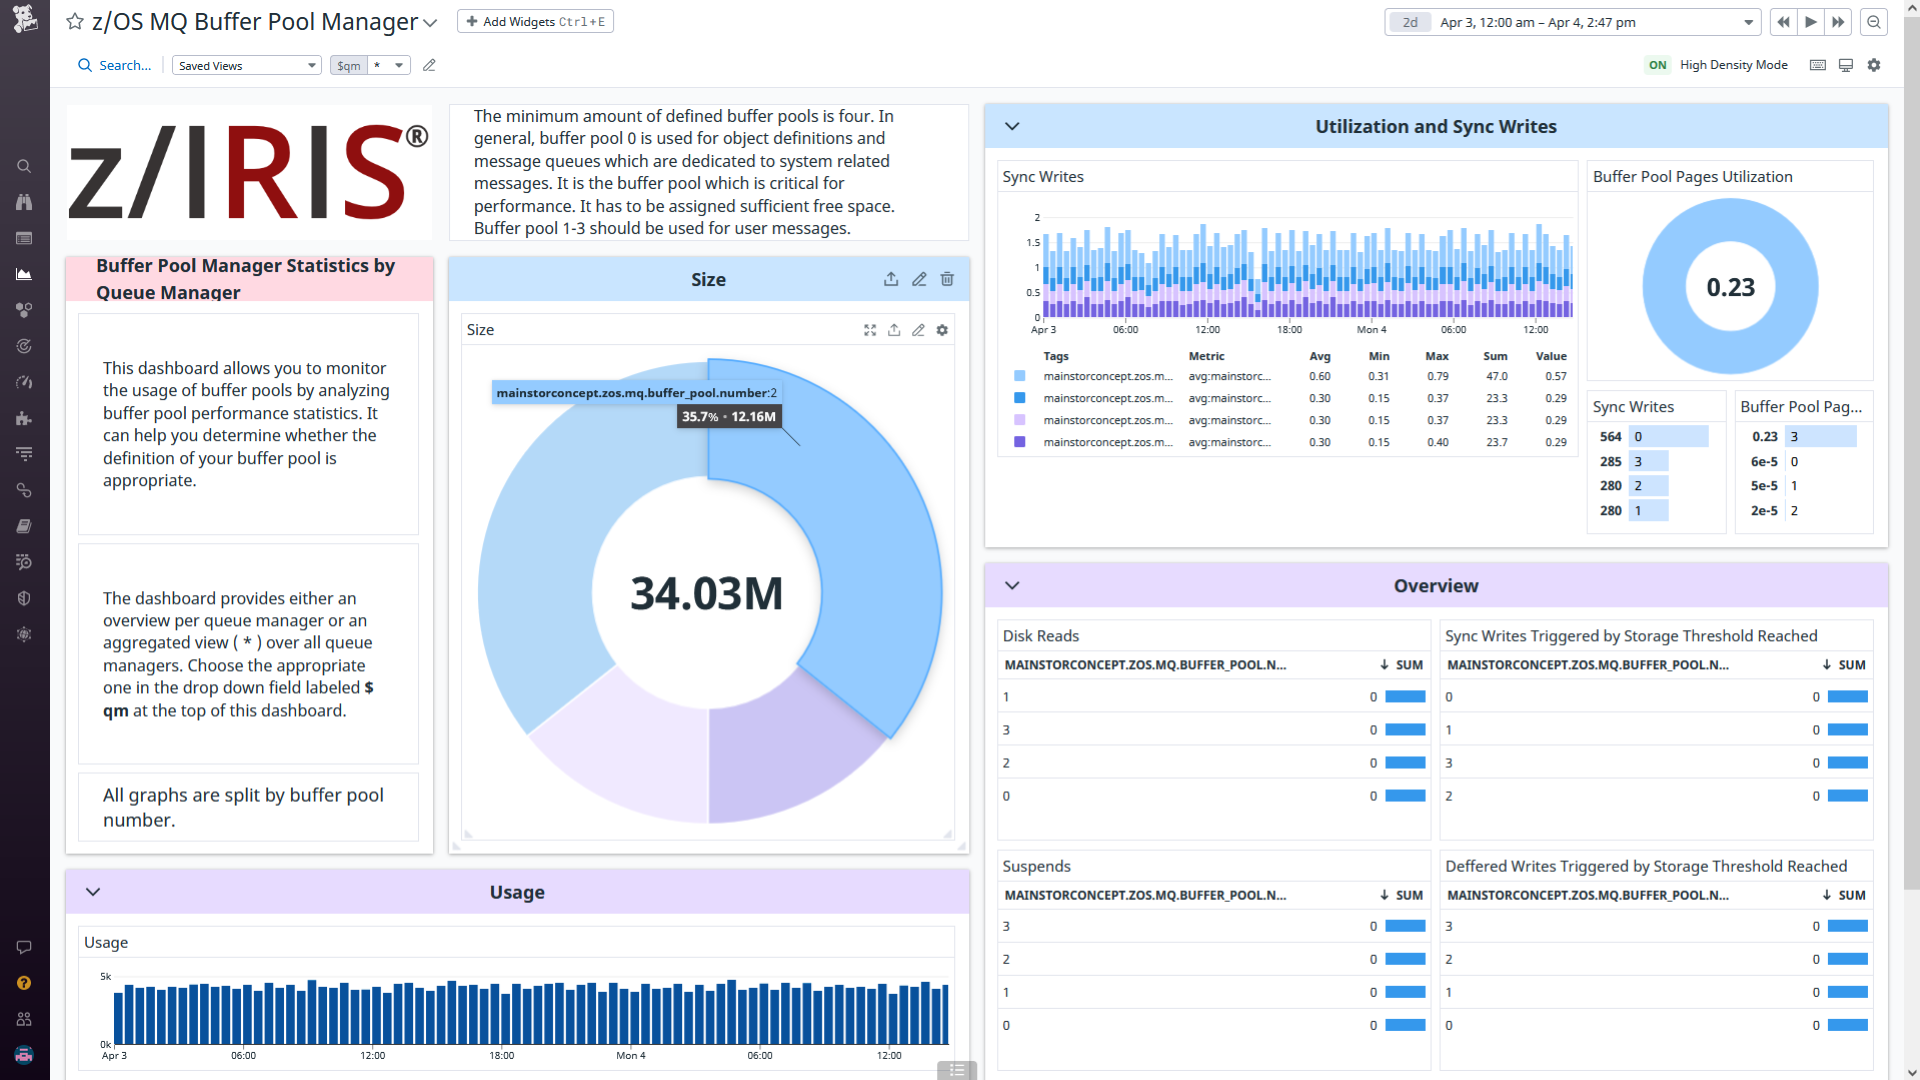 z/OS MQ Buffer Pool Manager
Add Widgets Ctrl+E
2d Apr 3, 12:00 am – Apr 4, 2:47 pm
Search...
Saved Views
$qm *
ON High Density Mode
z/IRIS®
The minimum amount of defined buffer pools is four. In
general, buffer pool 0 is used for object definitions and
message queues which are dedicated to system related
messages. It is the buffer pool which is critical for
performance. It has to be assigned sufficient free space.
Buffer pool 1-3 should be used for user messages.
Buffer Pool Manager Statistics by
Queue Manager
This dashboard allows you to monitor
the usage of buffer pools by analyzing
buffer pool performance statistics. It
can help you determine whether the
definition of your buffer pool is
appropriate.
The dashboard provides either an
overview per queue manager or an
aggregated view ( * ) over all queue
managers. Choose the appropriate
one in the drop down field labeled $
qm at the top of this dashboard.
All graphs are split by buffer pool
number.
Size
Size
mainstorconcept.zos.mq.buffer_pool.number:2
35.7% • 12.16M
34.03M
Usage
Usage
5k
0k
Apr 3 06:00 12:00 18:00 Mon 4 06:00 12:00
Utilization and Sync Writes
Sync Writes
2
1.5
1
0.5
0
Apr 3 06:00 12:00 18:00 Mon 4 06:00 12:00
Tags Metric Avg Min Max Sum Value
mainstorconcept.zos.m... avg:mainstorc... 0.60 0.31 0.79 47.0 0.57
mainstorconcept.zos.m... avg:mainstorc... 0.30 0.15 0.37 23.3 0.29
mainstorconcept.zos.m... avg:mainstorc... 0.30 0.15 0.37 23.3 0.29
mainstorconcept.zos.m... avg:mainstorc... 0.30 0.15 0.40 23.7 0.29
Buffer Pool Pages Utilization
0.23
Sync Writes
564 0
285 3
280 2
280 1
Buffer Pool Pag...
0.23 3
6e-5 0
5e-5 1
2e-5 2
Overview
Disk Reads
MAINSTORCONCEPT.ZOS.MQ.BUFFER_POOL.N... ↓ SUM
1 0
3 0
2 0
0 0
Sync Writes Triggered by Storage Threshold Reached
MAINSTORCONCEPT.ZOS.MQ.BUFFER_POOL.N... ↓ SUM
0 0
1 0
3 0
2 0
Suspends
MAINSTORCONCEPT.ZOS.MQ.BUFFER_POOL.N... ↓ SUM
3 0
2 0
1 0
0 0
Deffered Writes Triggered by Storage Threshold Reached
MAINSTORCONCEPT.ZOS.MQ.BUFFER_POOL.N... ↓ SUM
3 0
2 0
1 0
0 0